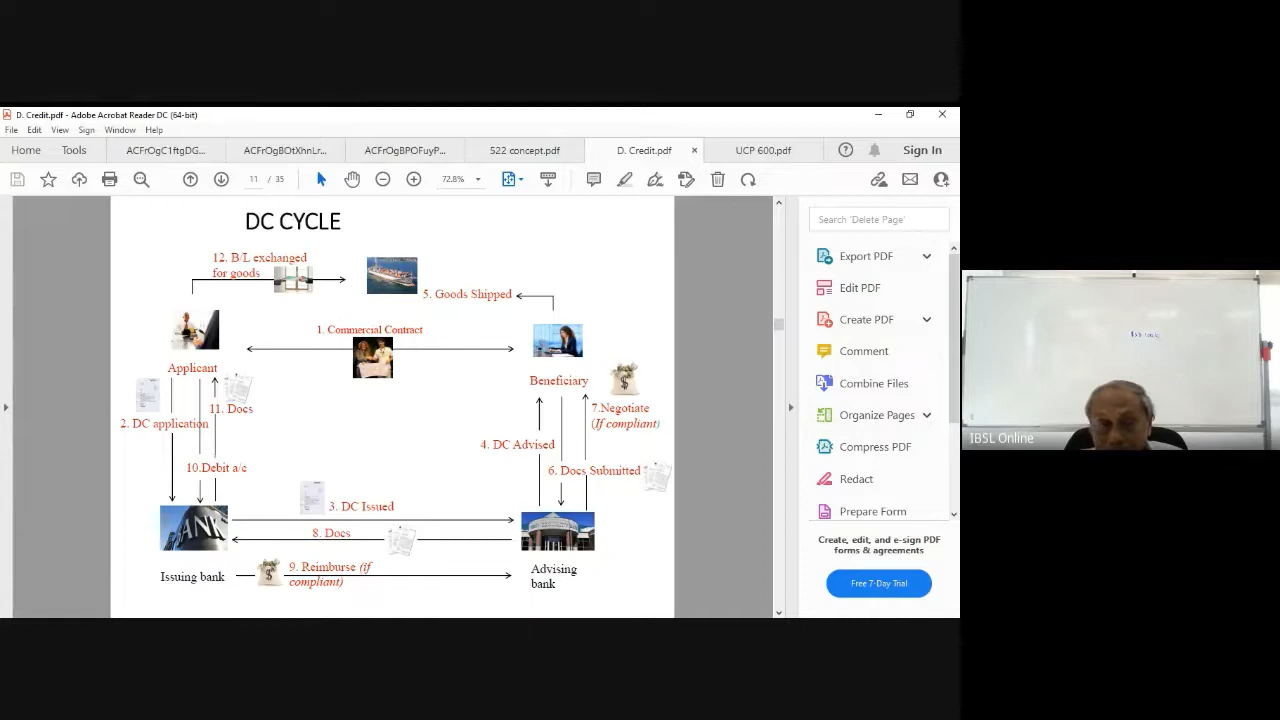 D. Credit.pdf - Adobe Acrobat Reader DC (64-bit)
File Edit View Sign Window Help
Home Tools ACFrOgC1ftgDG... ACFrOgBOtXhnLr... ACFrOgBPOFuyP... 522 concept.pdf D. Credit.pdf × UCP 600.pdf Sign In
11 / 35 72.8%
DC CYCLE
12. B/L exchanged
for goods
5. Goods Shipped
1. Commercial Contract
Applicant
Beneficiary
11. Docs
2. DC application
7.Negotiate
(If compliant)
4. DC Advised
10.Debit a/c
6. Docs Submitted
3. DC Issued
8. Docs
BANK
Issuing bank
9. Reimburse (if
compliant)
Advising
bank
Search 'Delete Page'
Export PDF
Edit PDF
Create PDF
Comment
Combine Files
Organize Pages
Compress PDF
Redact
Prepare Form
Create, edit, and e-sign PDF
forms & agreements
Free 7-Day Trial
IBSL Online